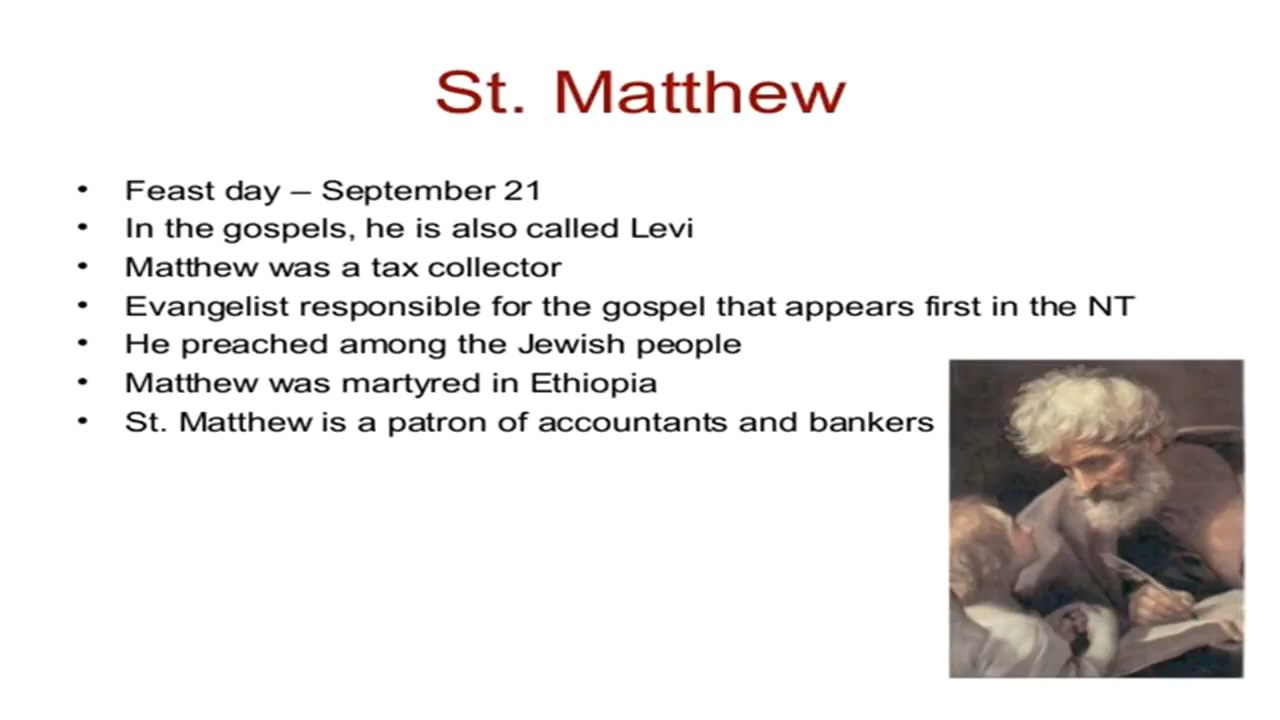 St. Matthew
• Feast day – September 21
• In the gospels, he is also called Levi
• Matthew was a tax collector
• Evangelist responsible for the gospel that appears first in the NT
• He preached among the Jewish people
• Matthew was martyred in Ethiopia
• St. Matthew is a patron of accountants and bankers